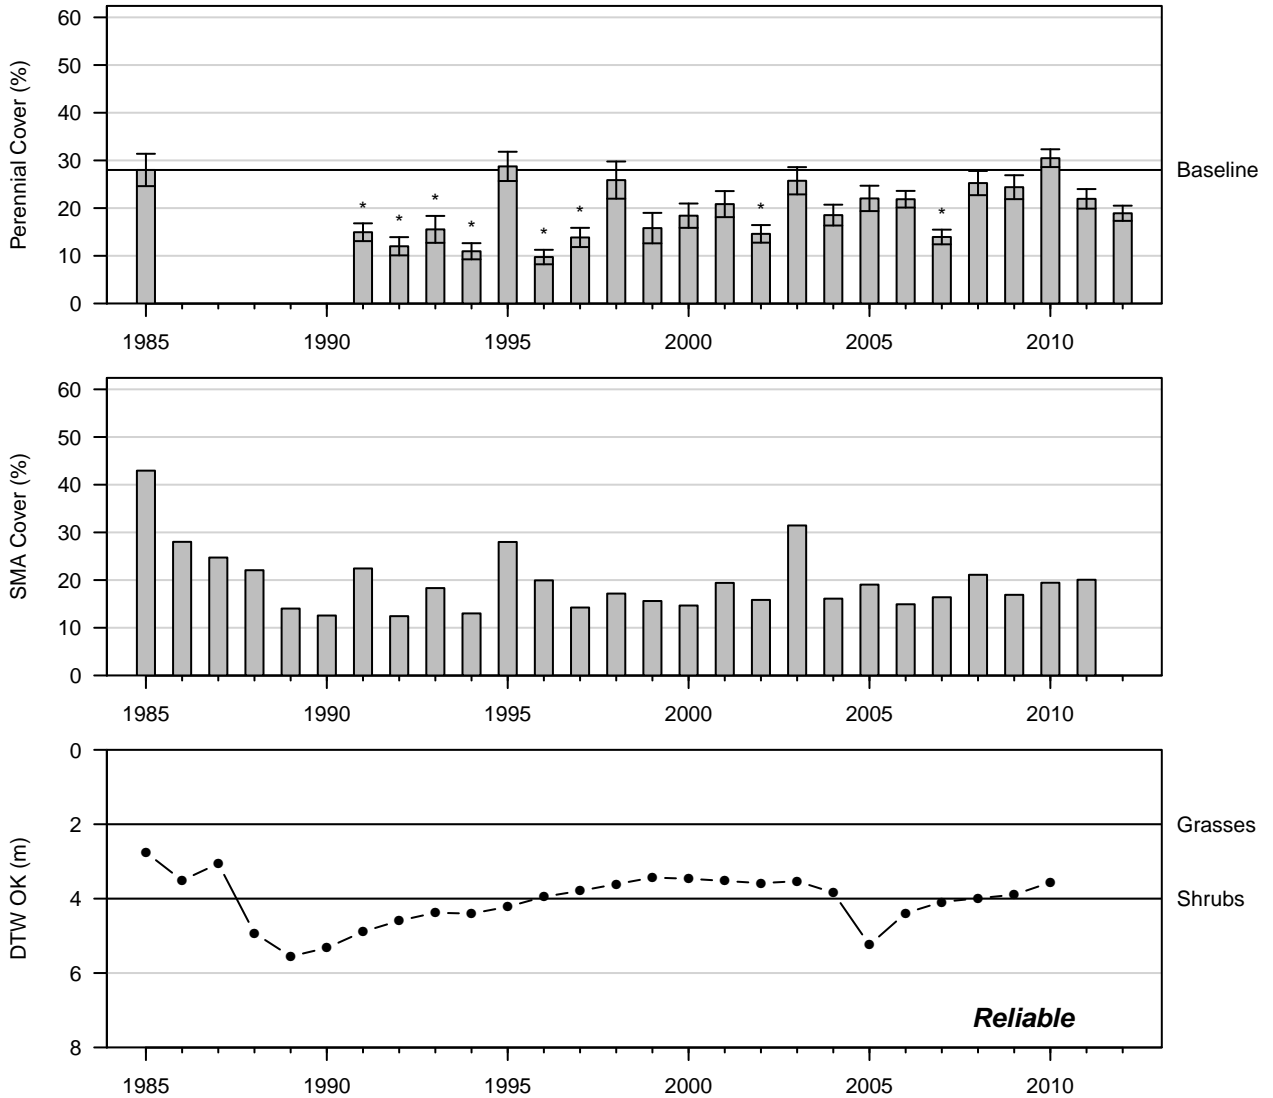 Perennial Cover (%)
60
50
40
30
20
10
0
Baseline
* * * * * * * *
1985 1990 1995 2000 2005 2010
SMA Cover (%)
60
50
40
30
20
10
0
1985 1990 1995 2000 2005 2010
DTW OK (m)
0
2
4
6
8
Grasses
Shrubs
Reliable
1985 1990 1995 2000 2005 2010